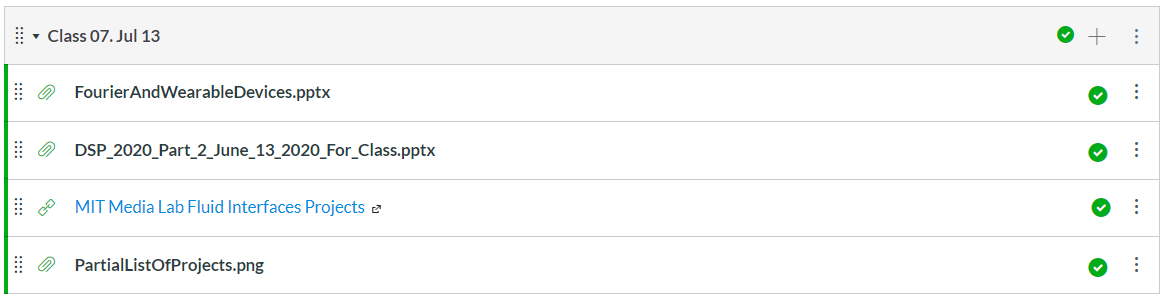 Class 07. Jul 13
FourierAndWearableDevices.pptx
DSP_2020_Part_2_June_13_2020_For_Class.pptx
MIT Media Lab Fluid Interfaces Projects
PartialListOfProjects.png